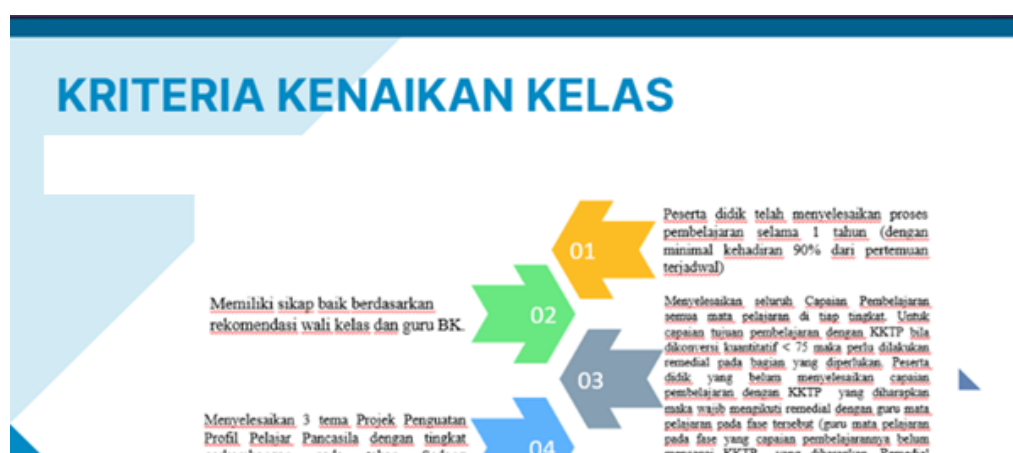 KRITERIA KENAIKAN KELAS
01
Peserta didik telah menyelesaikan proses
pembelajaran selama 1 tahun (dengan
minimal kehadiran 90% dari pertemuan
terjadwal)
02
Memiliki sikap baik berdasarkan
rekomendasi wali kelas dan guru BK.
03
Menyelesaikan seluruh Capaian Pembelajaran
semua mata pelajaran di tiap tingkat. Untuk
capaian tujuan pembelajaran dengan KKTP bila
dikonversi kuantitatif < 75 maka perlu dilakukan
remedial pada bagian yang diperlukan. Peserta
didik yang belum menyelesaikan capaian
pembelajaran dengan KKTP yang diharapkan
maka wajib mengikuti remedial dengan guru mata
pelajaran pada fase tersebut (guru mata pelajaran
pada fase yang capaian pembelajarannya belum
mencapai KKTP yang diharapkan. Remedial
04
Menyelesaikan 3 tema Projek Penguatan
Profil Pelajar Pancasila dengan tingkat